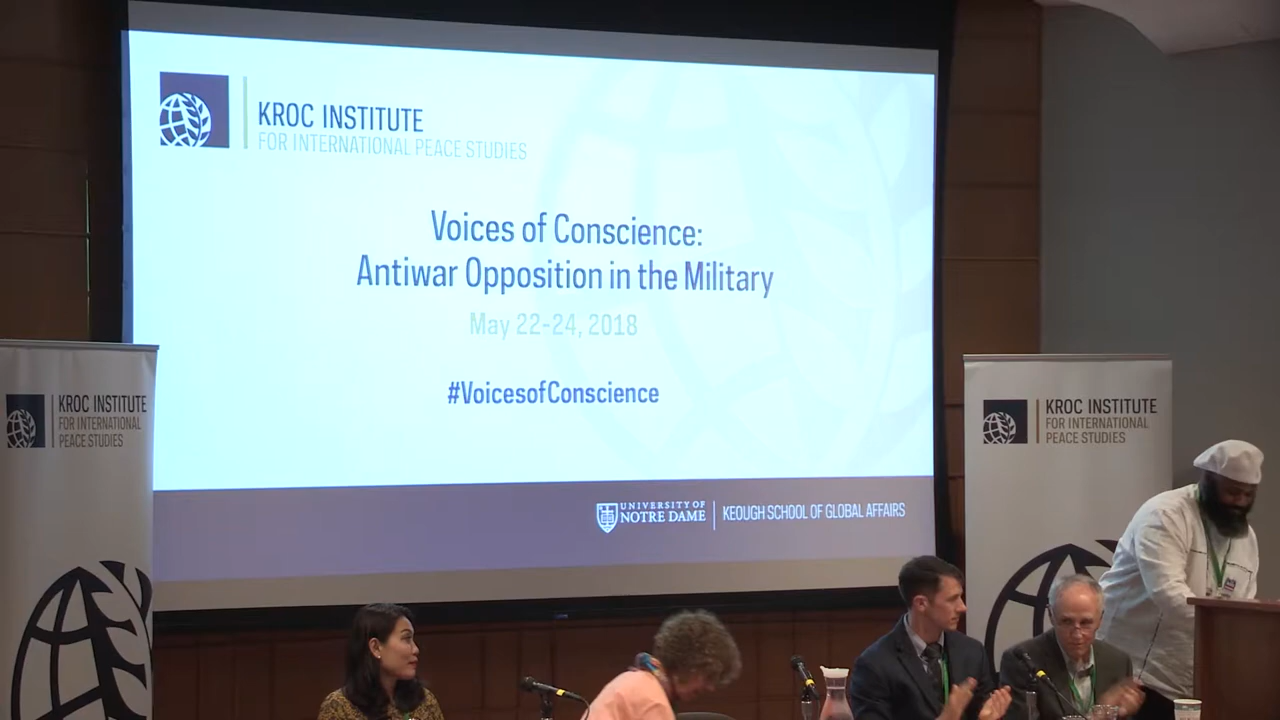 KROC INSTITUTE
FOR INTERNATIONAL PEACE STUDIES
Voices of Conscience:
Antiwar Opposition in the Military
May 22-24, 2018
#VoicesofConscience
UNIVERSITY OF
NOTRE DAME
KEOUGH SCHOOL OF GLOBAL AFFAIRS
KROC INSTITUTE
FOR INTERNATIONAL
PEACE STUDIES
KROC INSTITUTE
FOR INTERNATIONAL
PEACE STUDIES